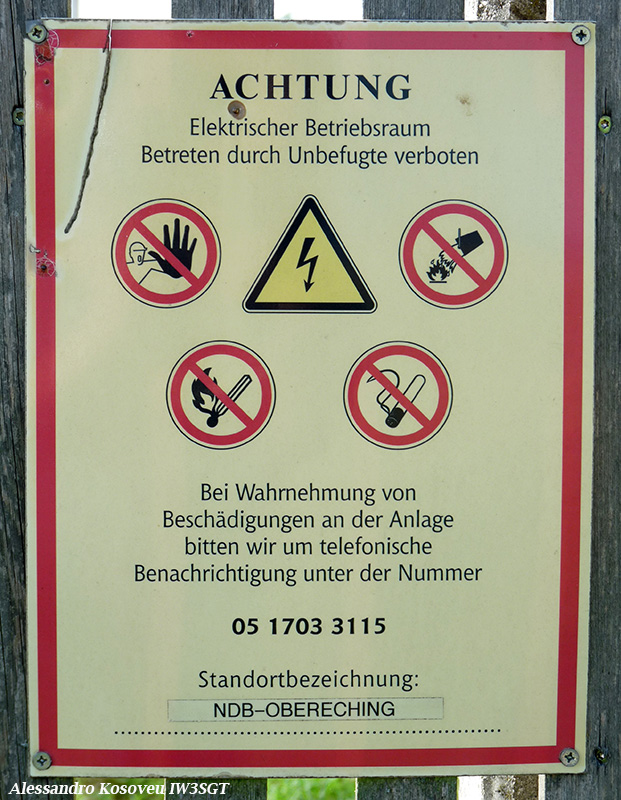 ACHTUNG
Elektrischer Betriebsraum
Betreten durch Unbefugte verboten
Bei Wahrnehmung von
Beschädigungen an der Anlage
bitten wir um telefonische
Benachrichtigung unter der Nummer
05 1703 3115
Standortbezeichnung:
NDB-OBERECHING
Alessandro Kosoveu IW3SGT